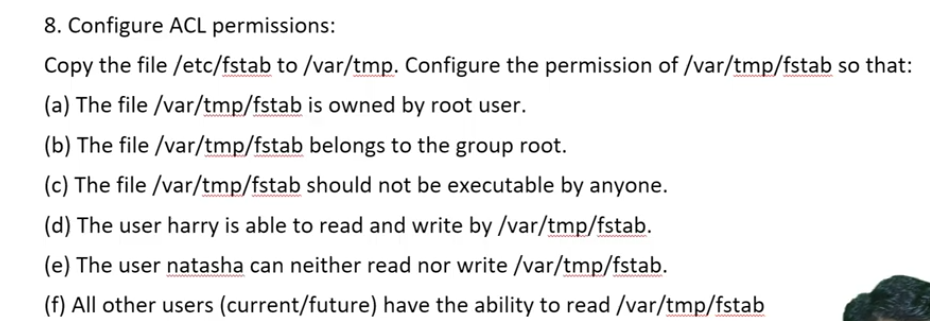 8. Configure ACL permissions:
Copy the file /etc/fstab to /var/tmp. Configure the permission of /var/tmp/fstab so that:
(a) The file /var/tmp/fstab is owned by root user.
(b) The file /var/tmp/fstab belongs to the group root.
(c) The file /var/tmp/fstab should not be executable by anyone.
(d) The user harry is able to read and write by /var/tmp/fstab.
(e) The user natasha can neither read nor write /var/tmp/fstab.
(f) All other users (current/future) have the ability to read /var/tmp/fstab